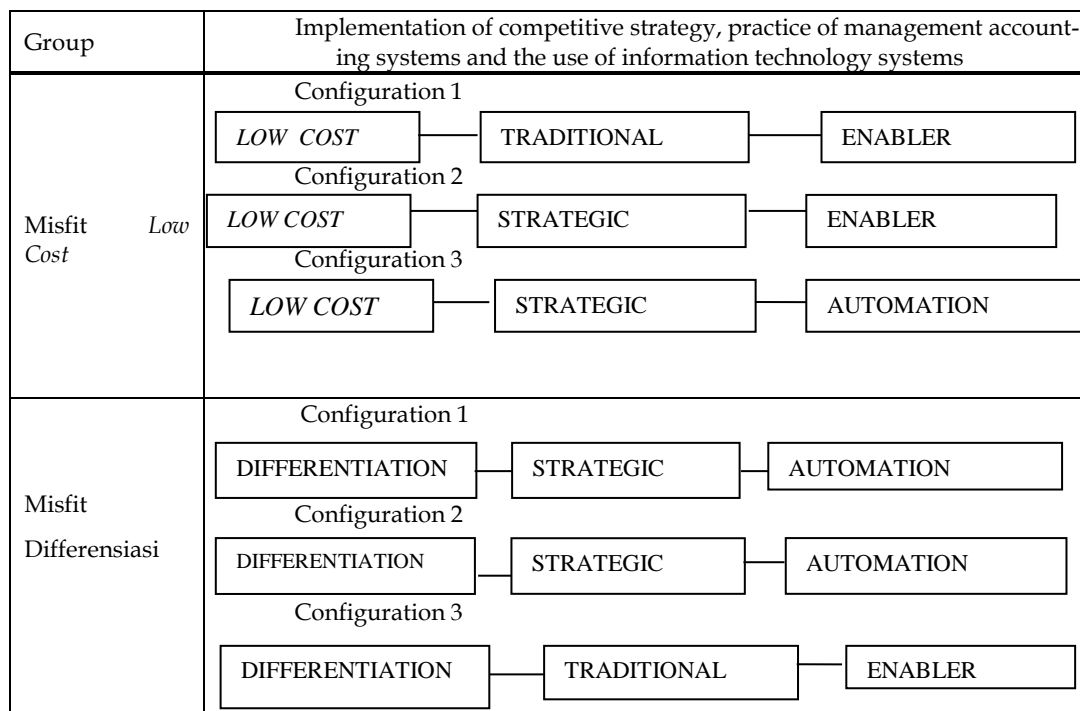 Group
Implementation of competitive strategy, practice of management account-
ing systems and the use of information technology systems
Misfit Low
Cost
Configuration 1
LOW COST TRADITIONAL ENABLER
Configuration 2
LOW COST STRATEGIC ENABLER
Configuration 3
LOW COST STRATEGIC AUTOMATION
Misfit
Differensiasi
Configuration 1
DIFFERENTIATION STRATEGIC AUTOMATION
Configuration 2
DIFFERENTIATION STRATEGIC AUTOMATION
Configuration 3
DIFFERENTIATION TRADITIONAL ENABLER